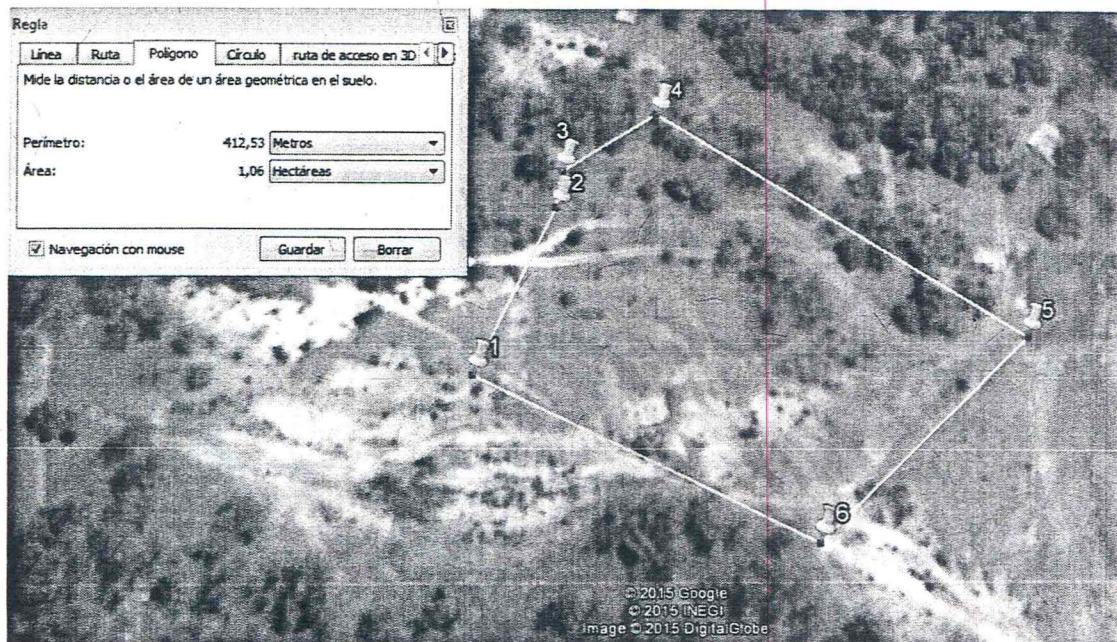 Regla
Línea Ruta Polígono Círculo ruta de acceso en 3D
Mide la distancia o el área de un área geométrica en el suelo.
Perímetro: 412,53 Metros
Área: 1,06 Hectáreas
Navegación con mouse Guardar Borrar
4
3
2
5
1
6
© 2015 Google
© 2015 INEGI
Image © 2015 DigitalGlobe